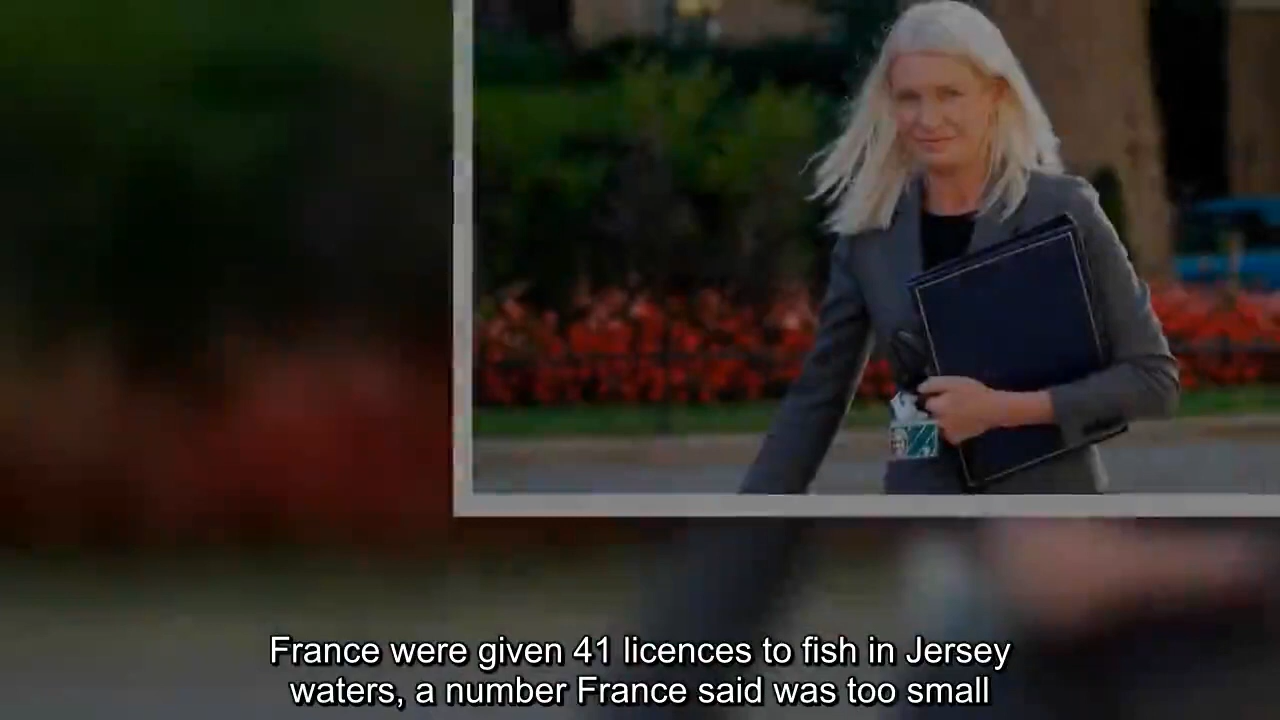 France were given 41 licences to fish in Jersey
waters, a number France said was too small